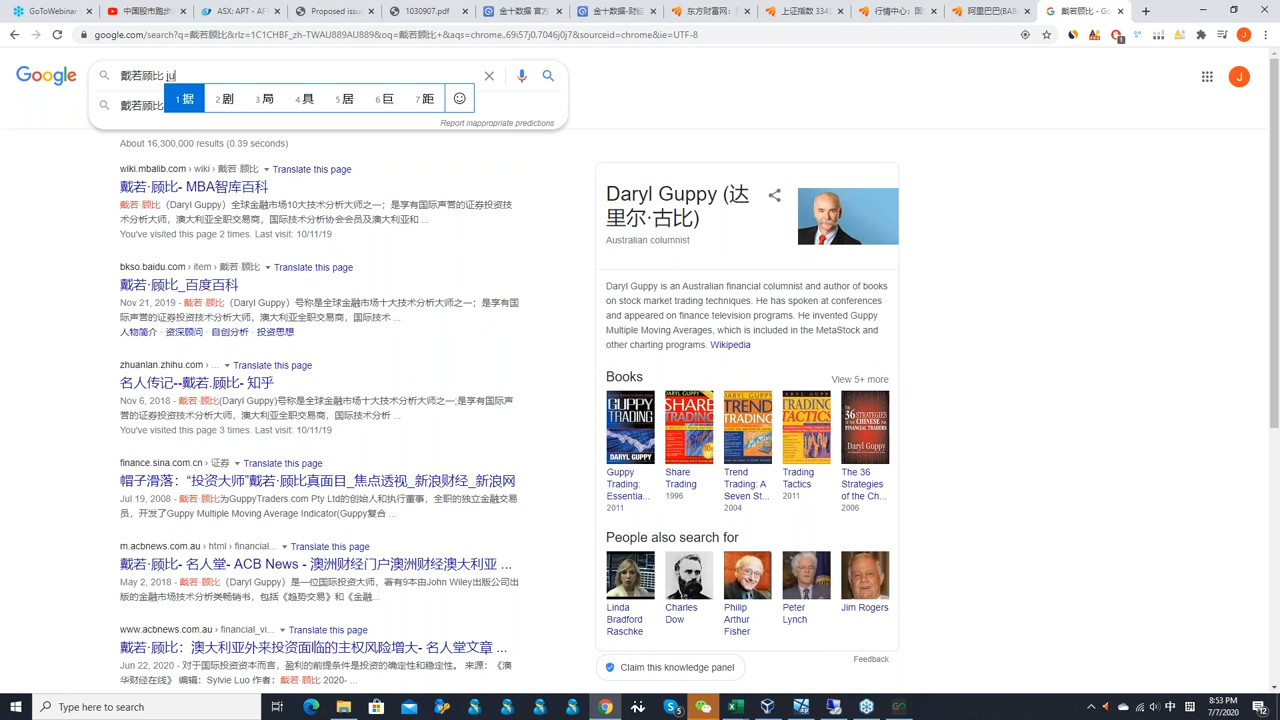 GoToWebinar
中国股市跑步
ASX: APT - AF
Proposed issue
1030907.pdf
金十数据 官方
金十数据-财经
东方财富网:
上证指数 3345
行情中心: 国
阿里巴巴(BAB
戴若顾比 - Go
google.com/search?q=戴若顾比&rlz=1C1CHBF_zh-TWAU889AU889&oq=戴若顾比+&aqs=chrome..69i57j0.7046j0j7&sourceid=chrome&ie=UTF-8
1
J
Google
戴若顾比 ju
1 据 2 剧 3 局 4 具 5 居 6 巨 7 距
戴若顾比
Report inappropriate predictions
J
About 16,300,000 results (0.39 seconds)
wiki.mbalib.com › wiki › 戴若·顾比 Translate this page
戴若·顾比- MBA智库百科
戴若·顾比（Daryl Guppy）全球金融市场10大技术分析大师之一；是享有国际声誉的证券投资技
术分析大师，澳大利亚全职交易商，国际技术分析协会会员及澳大利亚和 ...
You've visited this page 2 times. Last visit: 10/11/19
bkso.baidu.com › item › 戴若·顾比 Translate this page
戴若·顾比_百度百科
Nov 21, 2019 - 戴若·顾比（Daryl Guppy）号称是全球金融市场十大技术分析大师之一；是享有国
际声誉的证券投资技术分析大师，澳大利亚全职交易商，国际技术 ...
人物简介 · 资深顾问 · 自创分析 · 投资思想
zhuanlan.zhihu.com › ... Translate this page
名人传记--戴若.顾比- 知乎
Nov 6, 2018 - 戴若·顾比(Daryl Guppy)号称是全球金融市场十大技术分析大师之一;是享有国际声
誉的证券投资技术分析大师，澳大利亚全职交易商，国际技术分析 ...
You've visited this page 3 times. Last visit: 10/11/19
finance.sina.com.cn › 证券 Translate this page
帽子滑落：“投资大师”戴若·顾比真面目_焦点透视_新浪财经_新浪网
Jul 19, 2008 - 戴若·顾比为GuppyTraders.com Pty Ltd的创始人和执行董事，全职的独立金融交易
员，开发了Guppy Multiple Moving Average Indicator(Guppy复合 ...
m.acbnews.com.au › html › financial... Translate this page
戴若·顾比- 名人堂- ACB News - 澳洲财经门户澳洲财经澳大利亚 ...
May 2, 2018 - 戴若·顾比（Daryl Guppy）是一位国际投资大师，著有9本由John Wiley出版公司出
版的金融市场技术分析类畅销书，包括《趋势交易》和《金融...
www.acbnews.com.au › financial_vi... Translate this page
戴若·顾比：澳大利亚外来投资面临的主权风险增大- 名人堂文章 ...
Jun 22, 2020 - 对于国际投资资本而言，盈利的前提条件是投资的确定性和稳定性。 来源：《澳
华财经在线》 编辑：Sylvie Luo 作者：戴若·顾比 2020- ...
Daryl Guppy (达
里尔·古比)
Australian columnist
Daryl Guppy is an Australian financial columnist and author of books
on stock market trading techniques. He has spoken at conferences
and appeared on finance television programs. He invented Guppy
Multiple Moving Averages, which is included in the MetaStock and
other charting programs. Wikipedia
Books
View 5+ more
GUPPY TRADING DARYL GUPPY
DARYL GUPPY SHARE TRADING
DARYL GUPPY TREND TRADING
DARYL GUPPY TRADING TACTICS
THE 36 STRATEGIES OF THE CHINESE FOR FINANCIAL TRADERS Daryl Guppy
Guppy Trading: Essentia... 2011
Share Trading 1996
Trend Trading: A Seven St... 2004
Trading Tactics 2011
The 36 Strategies of the Ch... 2006
People also search for
Linda Bradford Raschke
Charles Dow
Philip Arthur Fisher
Peter Lynch
Jim Rogers
Claim this knowledge panel
Feedback
Type here to search
5
GO
中
8:53 PM
7/7/2020
12